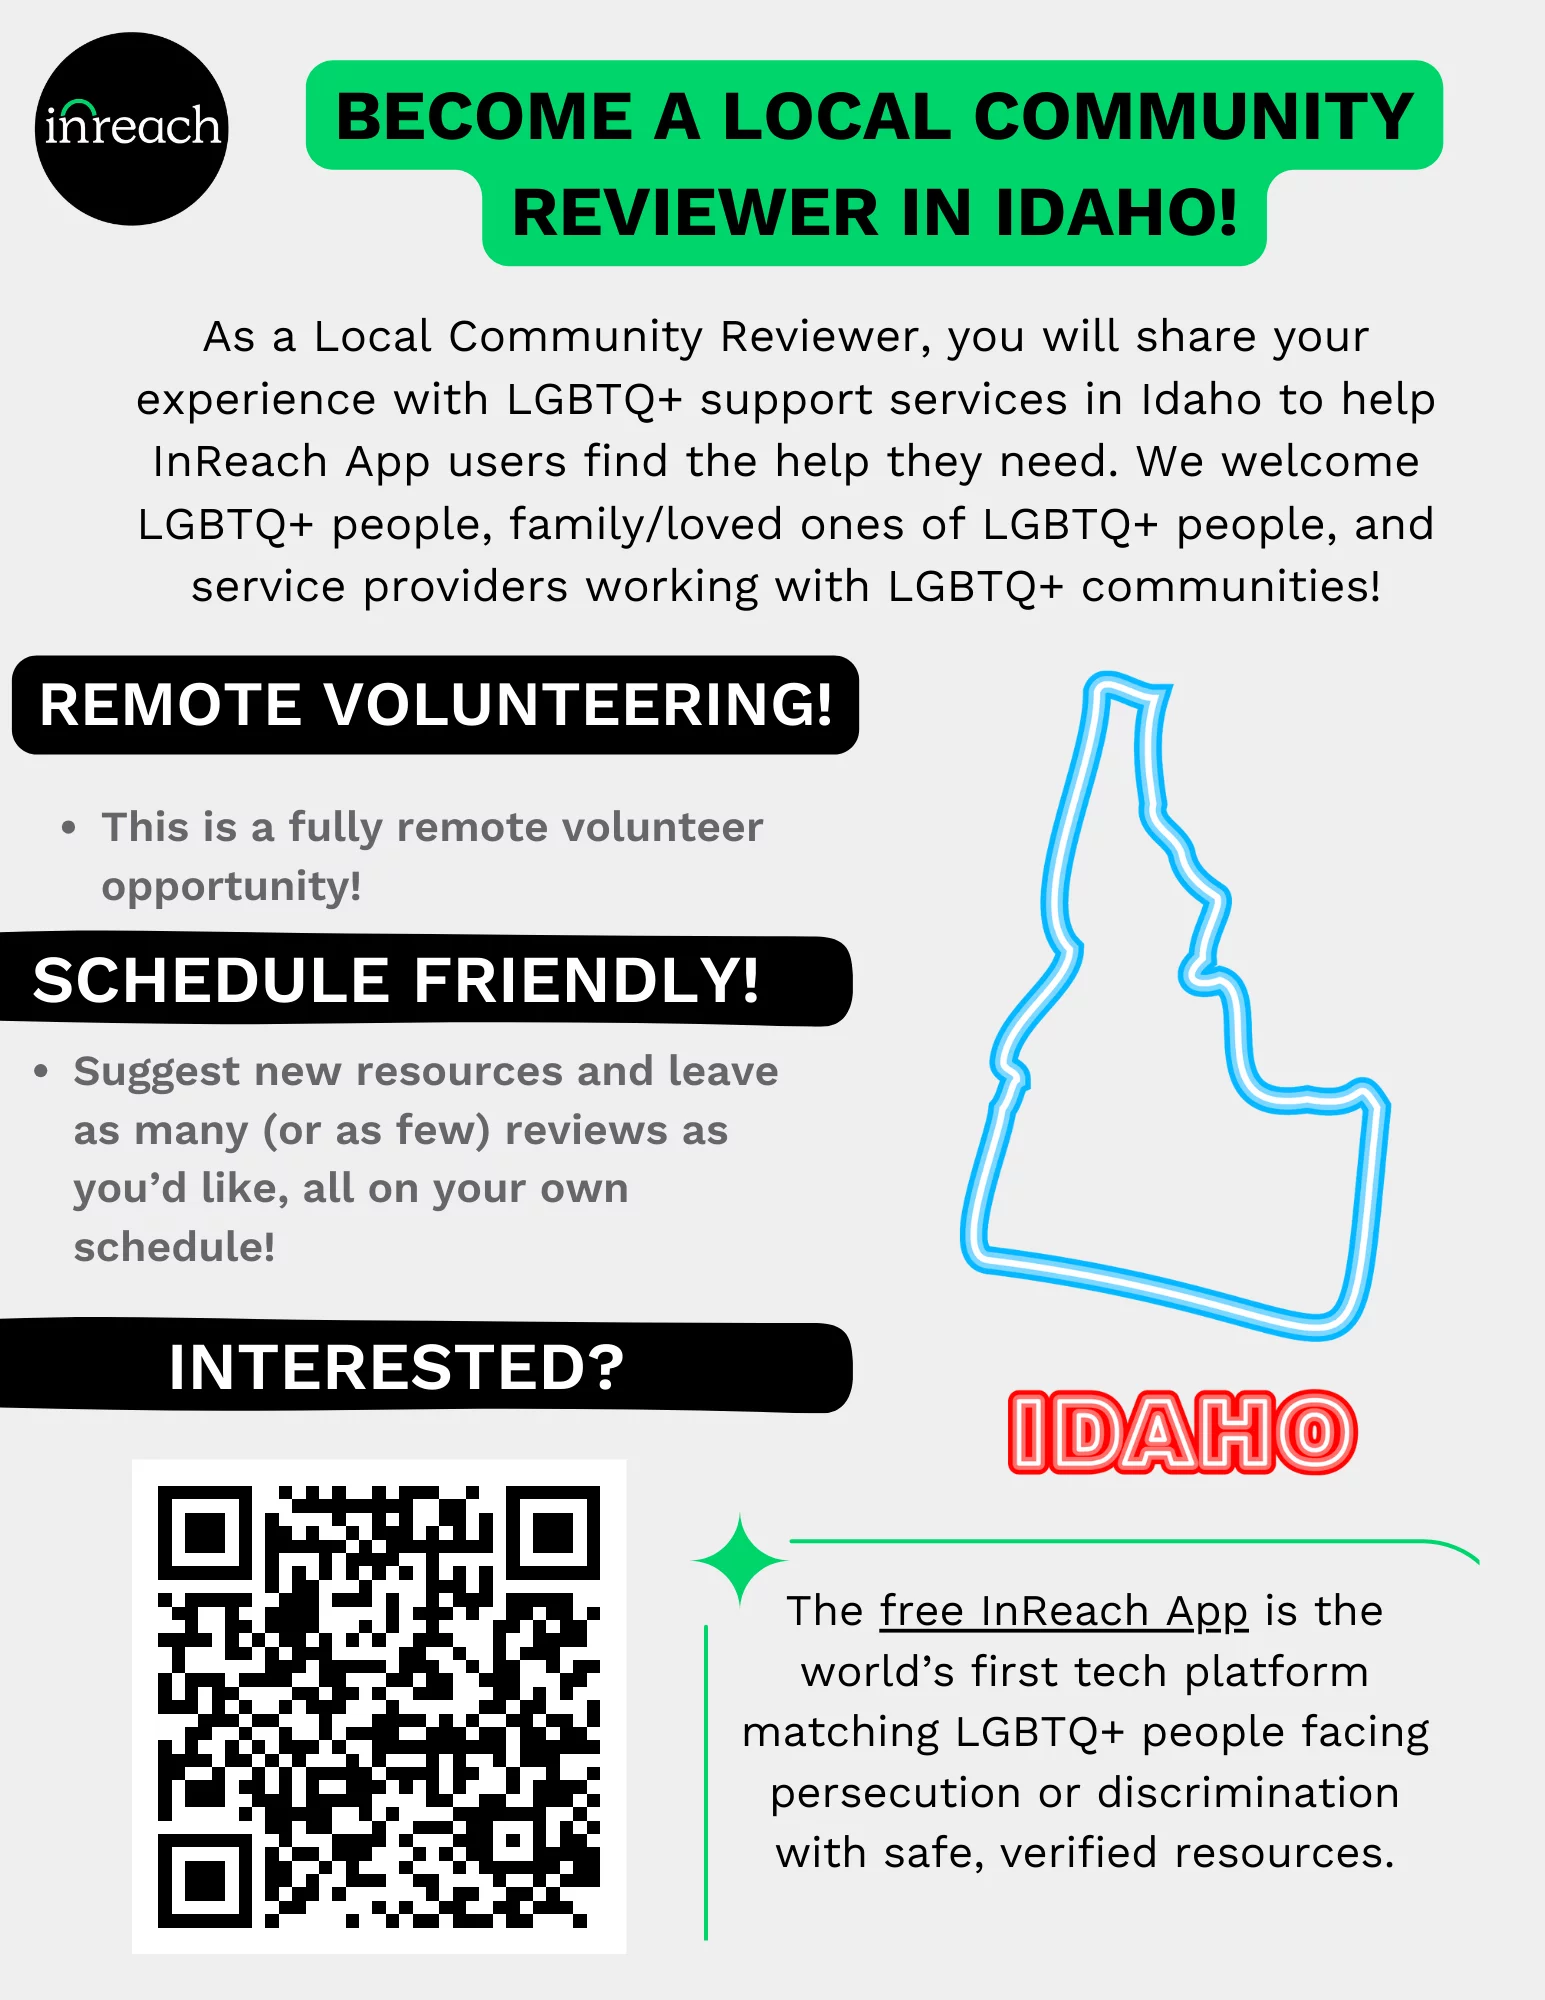 inreach
BECOME A LOCAL COMMUNITY
REVIEWER IN IDAHO!
As a Local Community Reviewer, you will share your
experience with LGBTQ+ support services in Idaho to help
InReach App users find the help they need. We welcome
LGBTQ+ people, family/loved ones of LGBTQ+ people, and
service providers working with LGBTQ+ communities!
REMOTE VOLUNTEERING!
• This is a fully remote volunteer
opportunity!
SCHEDULE FRIENDLY!
• Suggest new resources and leave
as many (or as few) reviews as
you’d like, all on your own
schedule!
INTERESTED?
IDAHO
The free InReach App is the
world’s first tech platform
matching LGBTQ+ people facing
persecution or discrimination
with safe, verified resources.